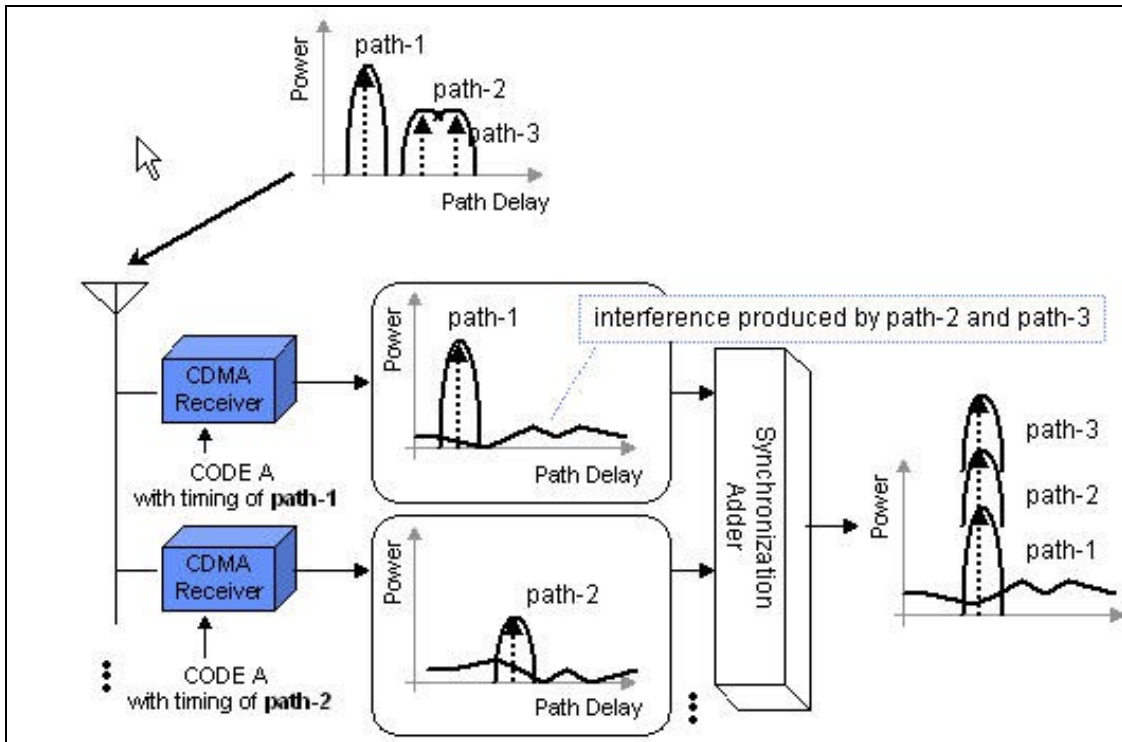 Power
path-1
path-2
path-3
Path Delay
Power
path-1
interference produced by path-2 and path-3
Path Delay
CDMA
Receiver
CODE A
with timing of path-1
CDMA
Receiver
CODE A
with timing of path-2
Power
path-2
Path Delay
Synchronization
Adder
Power
path-3
path-2
path-1
Path Delay